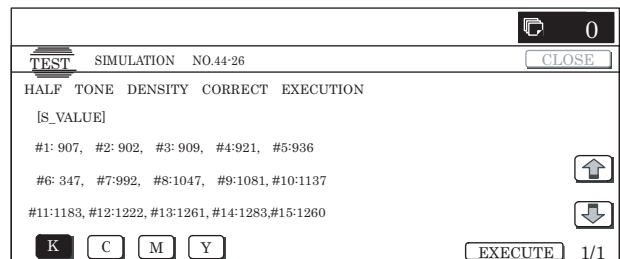 0
TEST SIMULATION NO.44-26 CLOSE
HALF TONE DENSITY CORRECT EXECUTION
[S_VALUE]
#1: 907, #2: 902, #3: 909, #4:921, #5:936
#6: 347, #7:992, #8:1047, #9:1081, #10:1137
#11:1183, #12:1222, #13:1261, #14:1283,#15:1260
K C M Y EXECUTE 1/1